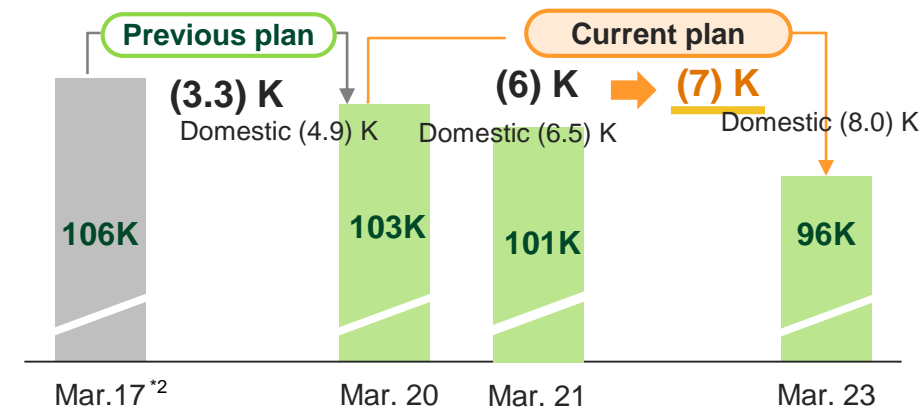 Previous plan
Current plan
(3.3) K
(6) K
(7) K
Domestic (4.9) K
Domestic (6.5) K
Domestic (8.0) K
106K
103K
101K
96K
Mar.17 *2
Mar. 20
Mar. 21
Mar. 23